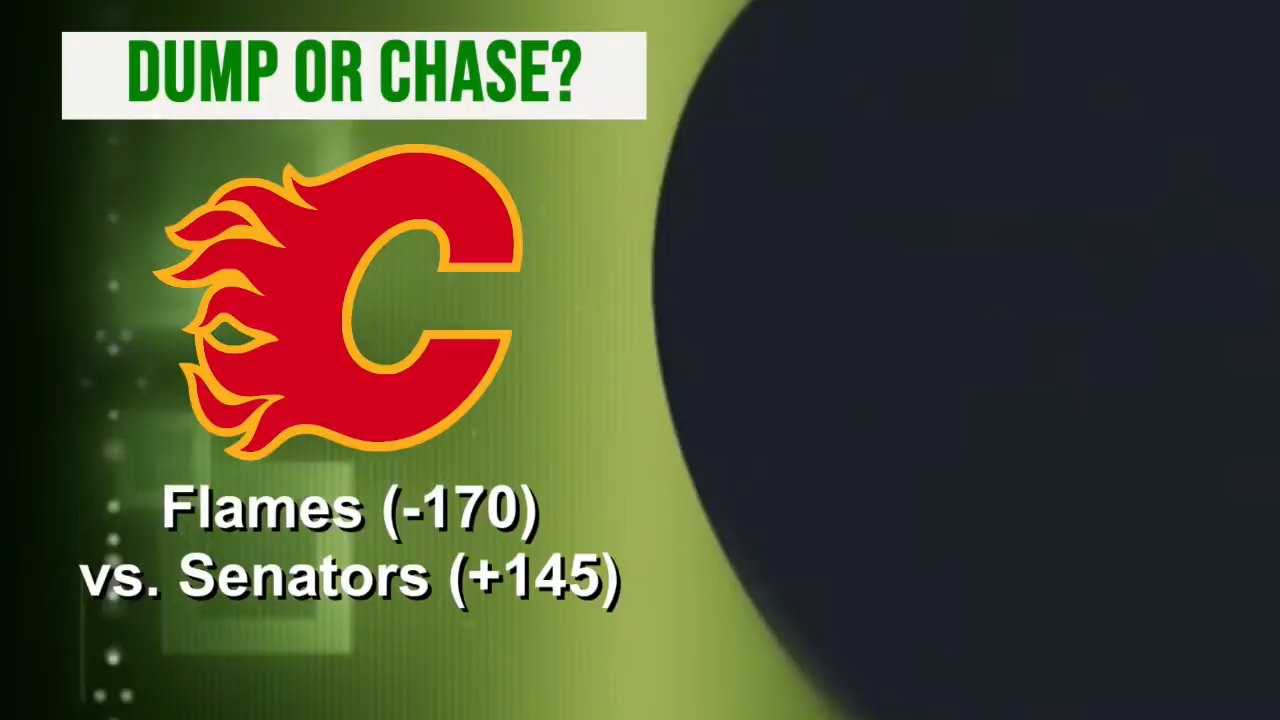 DUMP OR CHASE?
C
Flames (-170)
vs. Senators (+145)